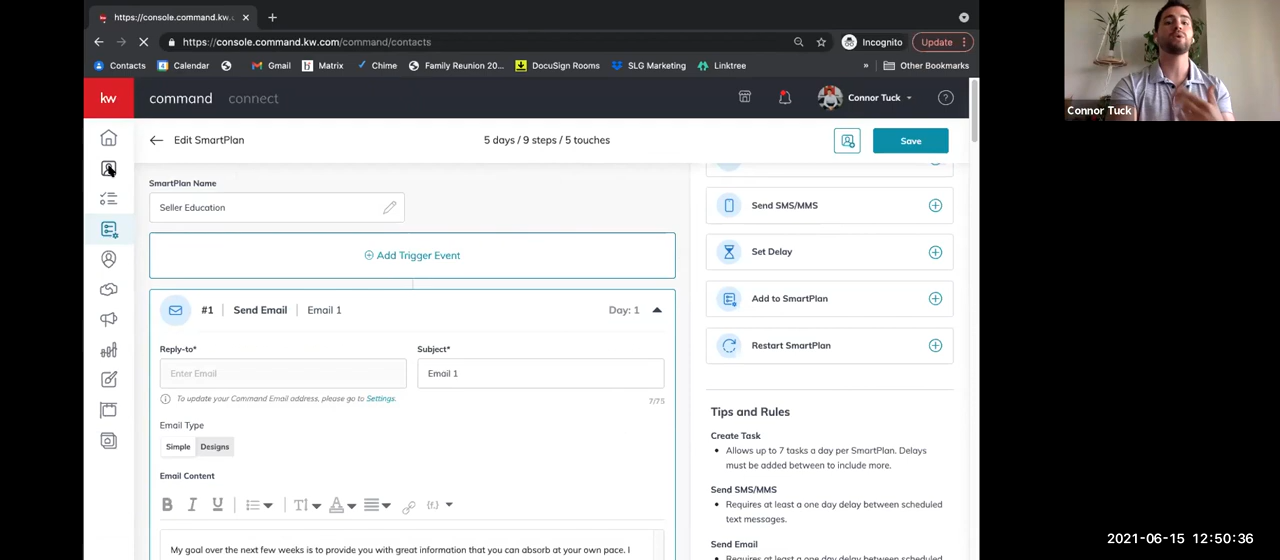 https://console.command.kw.c
https://console.command.kw.com/command/contacts
Incognito
Update
Contacts
Calendar
Gmail
Matrix
Chime
Family Reunion 20...
DocuSign Rooms
SLG Marketing
Linktree
»
Other Bookmarks
kw
command
connect
Connor Tuck
Connor Tuck
Edit SmartPlan
5 days / 9 steps / 5 touches
Save
SmartPlan Name
Seller Education
Add Trigger Event
#1
Send Email
Email 1
Day: 1
Reply-to*
Enter Email
Subject*
Email 1
To update your Command Email address, please go to Settings.
7/75
Email Type
Simple
Designs
Email Content
B I U
T
A
{f.}
My goal over the next few weeks is to provide you with great information that you can absorb at your own pace. I
Send SMS/MMS
Set Delay
Add to SmartPlan
Restart SmartPlan
Tips and Rules
Create Task
• Allows up to 7 tasks a day per SmartPlan. Delays
must be added between to include more.
Send SMS/MMS
• Requires at least a one day delay between scheduled
text messages.
Send Email
• Requires at least a one day delay between scheduled
2021-06-15 12:50:36